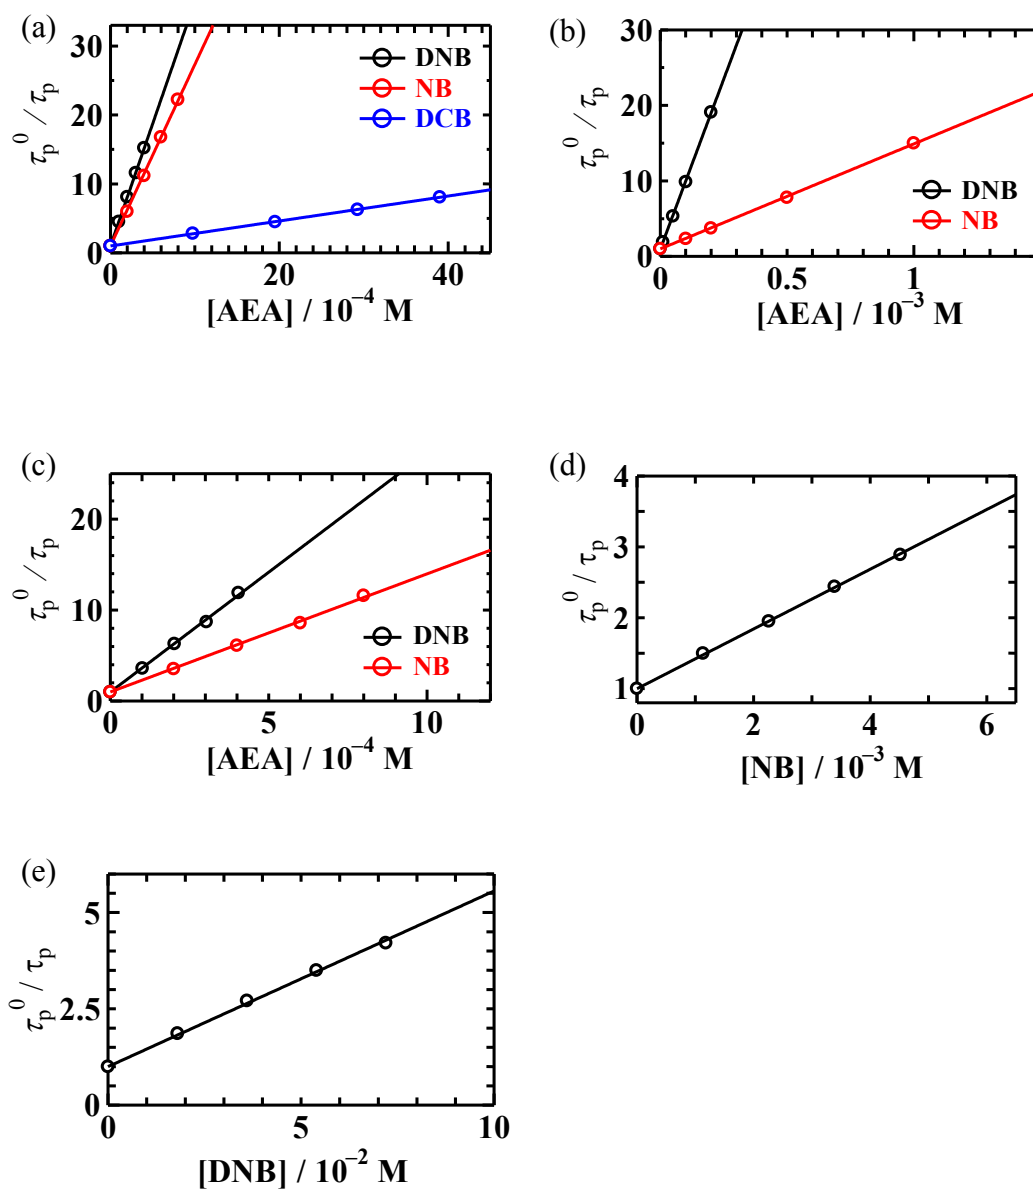 (a)
τp⁰ / τp
30
20
10
0
DNB
NB
DCB
0 20 40
[AEA] / 10⁻⁴ M
(b)
τp⁰ / τp
30
20
10
0
DNB
NB
0 0.5 1
[AEA] / 10⁻³ M
(c)
τp⁰ / τp
20
10
0
DNB
NB
0 5 10
[AEA] / 10⁻⁴ M
(d)
τp⁰ / τp
4
3
2
1
0 2 4 6
[NB] / 10⁻³ M
(e)
τp⁰ / τp
5
2.5
0
0 5 10
[DNB] / 10⁻² M